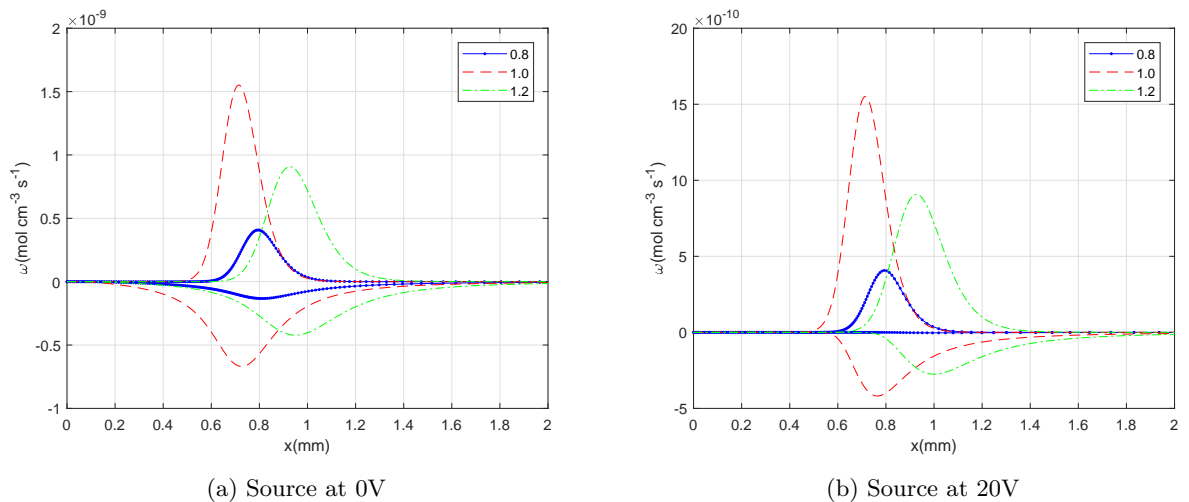 ×10⁻⁹
2
1.5
1
0.5
0
-0.5
-1
ω(mol cm⁻³ s⁻¹)
0 0.2 0.4 0.6 0.8 1 1.2 1.4 1.6 1.8 2
x(mm)
0.8
1.0
1.2
(a) Source at 0V
×10⁻¹⁰
20
15
10
5
0
-5
ω(mol cm⁻³ s⁻¹)
0 0.2 0.4 0.6 0.8 1 1.2 1.4 1.6 1.8 2
x(mm)
0.8
1.0
1.2
(b) Source at 20V